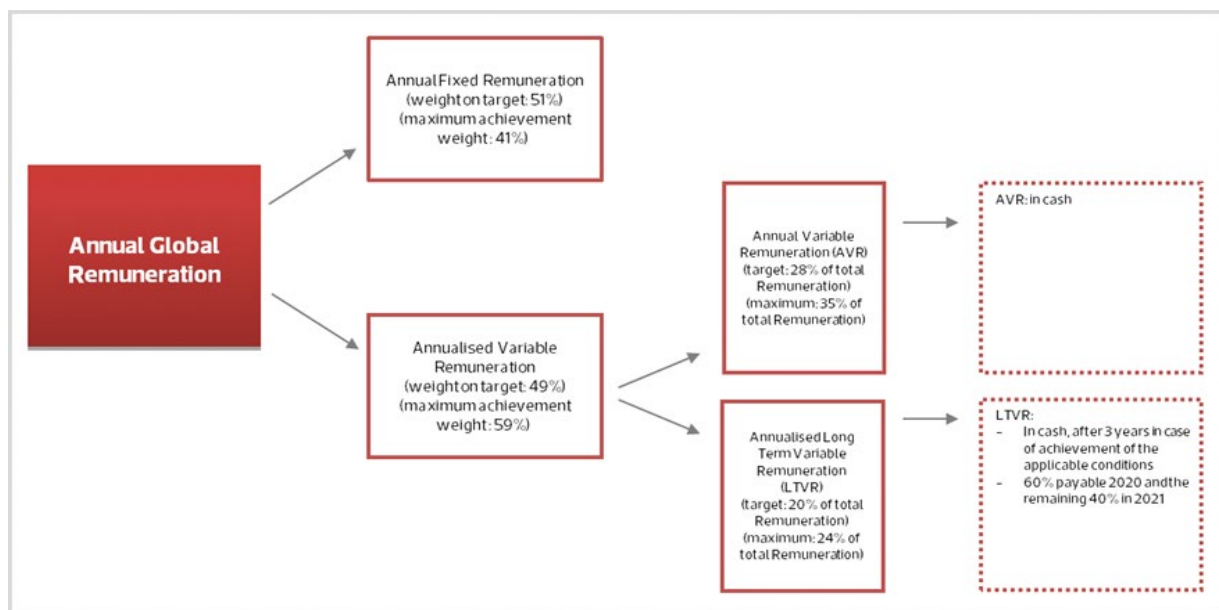 Annual Global
Remuneration
Annual Fixed Remuneration
(weight on target: 51%)
(maximum achievement
weight: 41%)
Annualised Variable
Remuneration
(weight on target: 49%)
(maximum achievement
weight: 59%)
Annual Variable
Remuneration (AVR)
(target: 28% of total
Remuneration)
(maximum: 35% of
total Remuneration)
AVR: in cash
Annualised Long
Term Variable
Remuneration
(LTVR)
(target: 20% of total
Remuneration)
(maximum: 24% of
total Remuneration)
LTVR:
- In cash, after 3 years in case
of achievement of the
applicable conditions
- 60% payable 2020 and the
remaining 40% in 2021